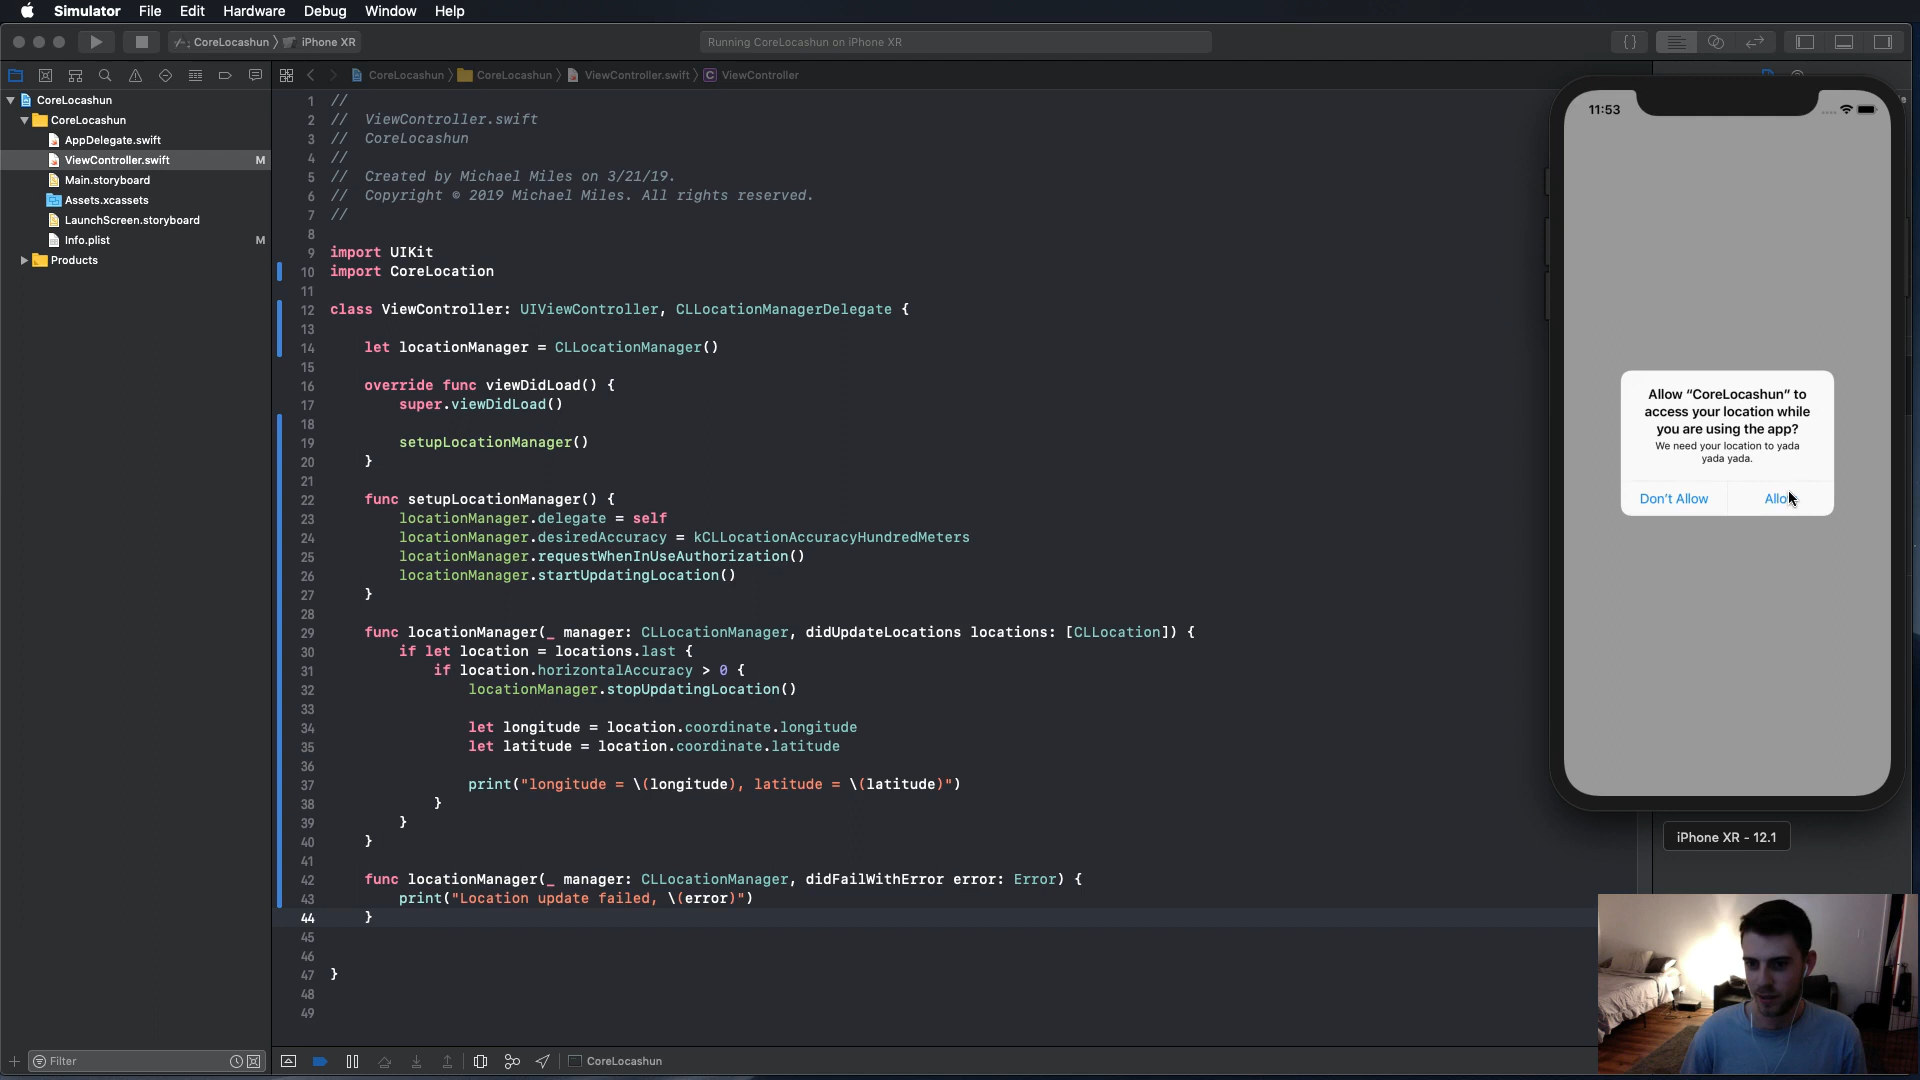 Simulator File Edit View Hardware Debug Window Help
CoreLocashun iPhone XR
Running CoreLocashun on iPhone XR
CoreLocashun CoreLocashun ViewController.swift C ViewController
CoreLocashun
CoreLocashun
AppDelegate.swift
ViewController.swift M
Main.storyboard
Assets.xcassets
LaunchScreen.storyboard
Info.plist M
Products
1 //
2 //  ViewController.swift
3 //  CoreLocashun
4 //
5 //  Created by Michael Miles on 3/21/19.
6 //  Copyright © 2019 Michael Miles. All rights reserved.
7 //
8
9 import UIKit
10 import CoreLocation
11
12 class ViewController: UIViewController, CLLocationManagerDelegate {
13
14     let locationManager = CLLocationManager()
15
16     override func viewDidLoad() {
17         super.viewDidLoad()
18
19         setupLocationManager()
20     }
21
22     func setupLocationManager() {
23         locationManager.delegate = self
24         locationManager.desiredAccuracy = kCLLocationAccuracyHundredMeters
25         locationManager.requestWhenInUseAuthorization()
26         locationManager.startUpdatingLocation()
27     }
28
29     func locationManager(_ manager: CLLocationManager, didUpdateLocations locations: [CLLocation]) {
30         if let location = locations.last {
31             if location.horizontalAccuracy > 0 {
32                 locationManager.stopUpdatingLocation()
33
34                 let longitude = location.coordinate.longitude
35                 let latitude = location.coordinate.latitude
36
37                 print("longitude = \(longitude), latitude = \(latitude)")
38             }
39         }
40     }
41
42     func locationManager(_ manager: CLLocationManager, didFailWithError error: Error) {
43         print("Location update failed, \(error)")
44     }
45
46
47 }
48
49
11:53
Allow “CoreLocashun” to
access your location while
you are using the app?
We need your location to yada
yada yada.
Don’t Allow Allow
iPhone XR - 12.1
Filter
CoreLocashun